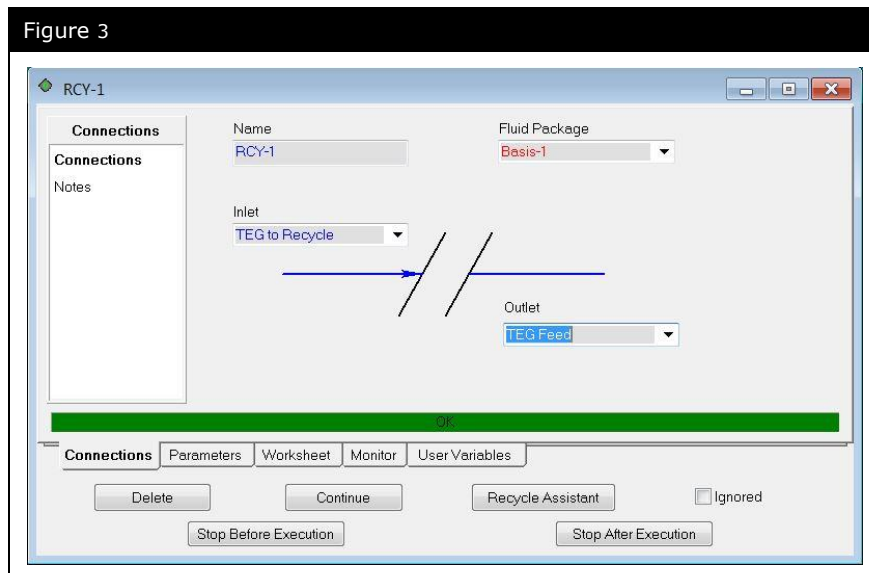 Figure 3
RCY-1
Connections
Connections
Notes
Name
RCY-1
Fluid Package
Basis-1
Inlet
TEG to Recycle
Outlet
TEG Feed
OK
Connections Parameters Worksheet Monitor User Variables
Delete Continue Recycle Assistant Ignored
Stop Before Execution Stop After Execution